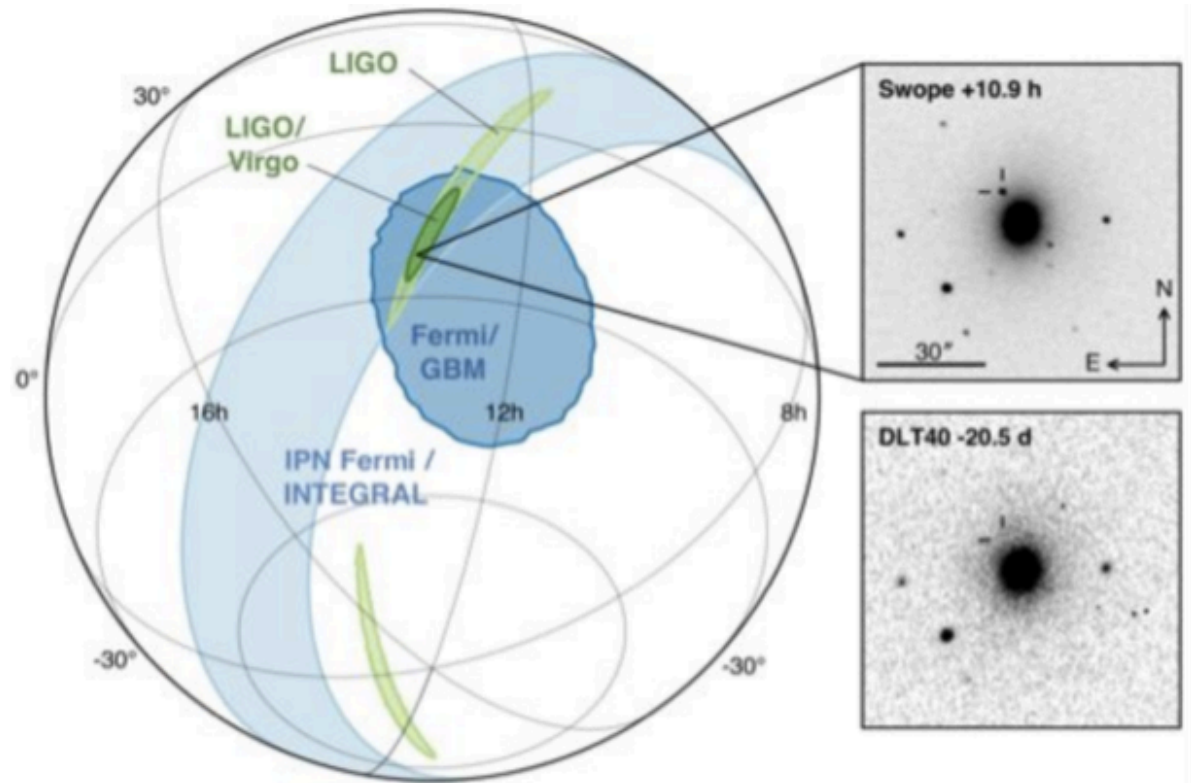 LIGO
30°
LIGO/
Virgo
Swope +10.9 h
Fermi/
GBM
N
E
30″
0°
16h
12h
8h
DLT40 -20.5 d
IPN Fermi /
INTEGRAL
-30°
-30°